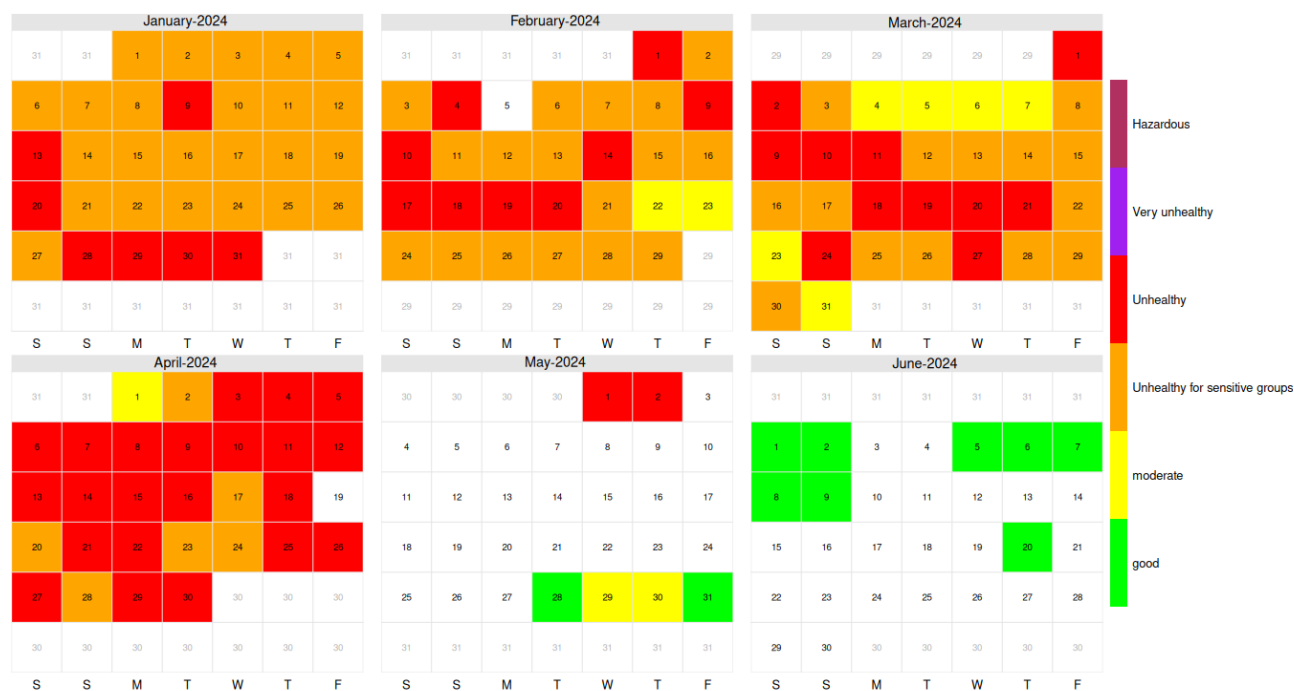 January-2024 February-2024 March-2024
31 31 1 2 3 4 5 31 31 31 31 31 1 2 29 29 29 29 29 29 1
6 7 8 9 10 11 12 3 4 5 6 7 8 9 2 3 4 5 6 7 8
Hazardous
13 14 15 16 17 18 19 10 11 12 13 14 15 16 9 10 11 12 13 14 15
20 21 22 23 24 25 26 17 18 19 20 21 22 23 16 17 18 19 20 21 22
Very unhealthy
27 28 29 30 31 31 31 24 25 26 27 28 29 29 23 24 25 26 27 28 29
Unhealthy
31 31 31 31 31 31 31 29 29 29 29 29 29 29 30 31 31 31 31 31 31
S S M T W T F S S M T W T F S S M T W T F
April-2024 May-2024 June-2024
Unhealthy for sensitive groups
31 31 1 2 3 4 5 30 30 30 30 1 2 3 31 31 31 31 31 31 31
6 7 8 9 10 11 12 4 5 6 7 8 9 10 1 2 3 4 5 6 7
moderate
13 14 15 16 17 18 19 11 12 13 14 15 16 17 8 9 10 11 12 13 14
20 21 22 23 24 25 26 18 19 20 21 22 23 24 15 16 17 18 19 20 21
good
27 28 29 30 30 30 30 25 26 27 28 29 30 31 22 23 24 25 26 27 28
30 30 30 30 30 30 30 31 31 31 31 31 31 31 29 30 30 30 30 30 30
S S M T W T F S S M T W T F S S M T W T F